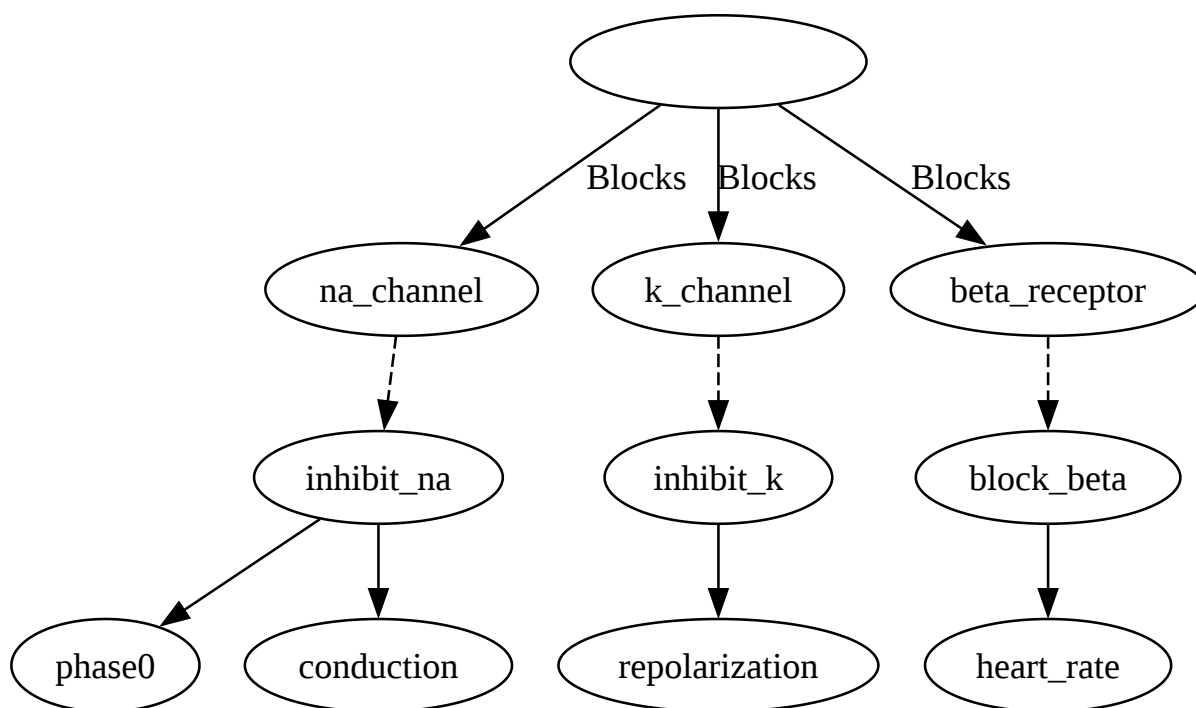 Blocks Blocks Blocks
na_channel k_channel beta_receptor
inhibit_na inhibit_k block_beta
phase0 conduction repolarization heart_rate